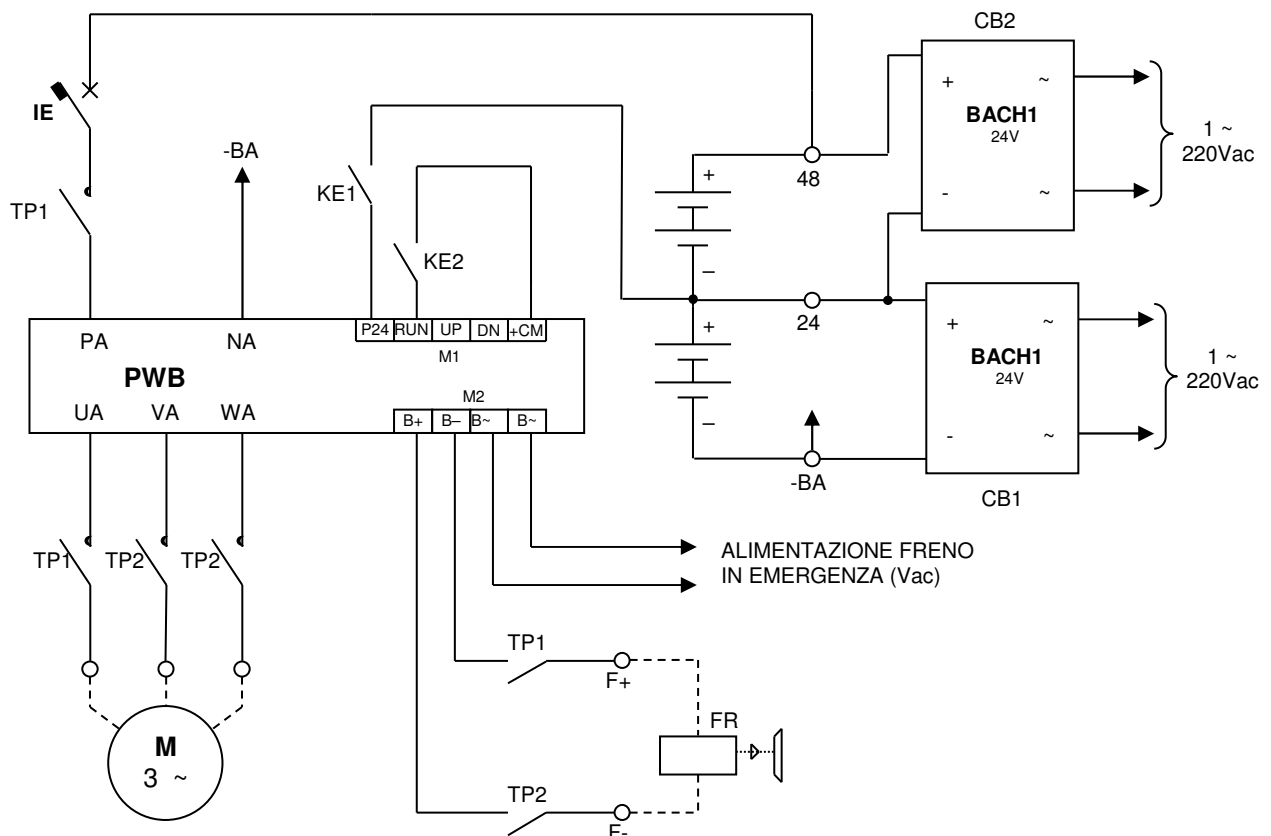 CB2
+ ~
BACH1
24V
- ~
1 ~
220Vac
IE
-BA
TP1
KE1
KE2
+
–
48
24
+
–
-BA
+ ~
BACH1
24V
- ~
CB1
1 ~
220Vac
P24 RUN UP DN +CM
M1
PA NA
PWB
M2
UA VA WA
B+ B– B~ B~
TP1 TP2 TP2
ALIMENTAZIONE FRENO
IN EMERGENZA (Vac)
TP1
F+
FR
M
3 ~
TP2
F-